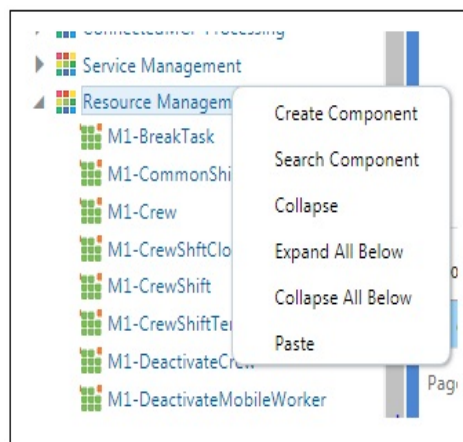 Service Management
Resource Managem
M1-BreakTask
M1-CommonShi
M1-Crew
M1-CrewShftClo
M1-CrewShift
M1-CrewShiftTe
M1-DeactivateCrew
M1-DeactivateMobileWorker
Create Component
Search Component
Collapse
Expand All Below
Collapse All Below
Paste
Pag